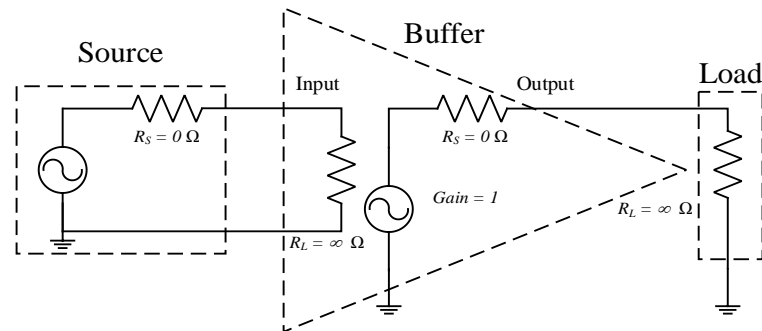 Source
Buffer
Load
Input
Output
R_S = 0 Ω
R_S = 0 Ω
Gain = 1
R_L = ∞ Ω
R_L = ∞ Ω